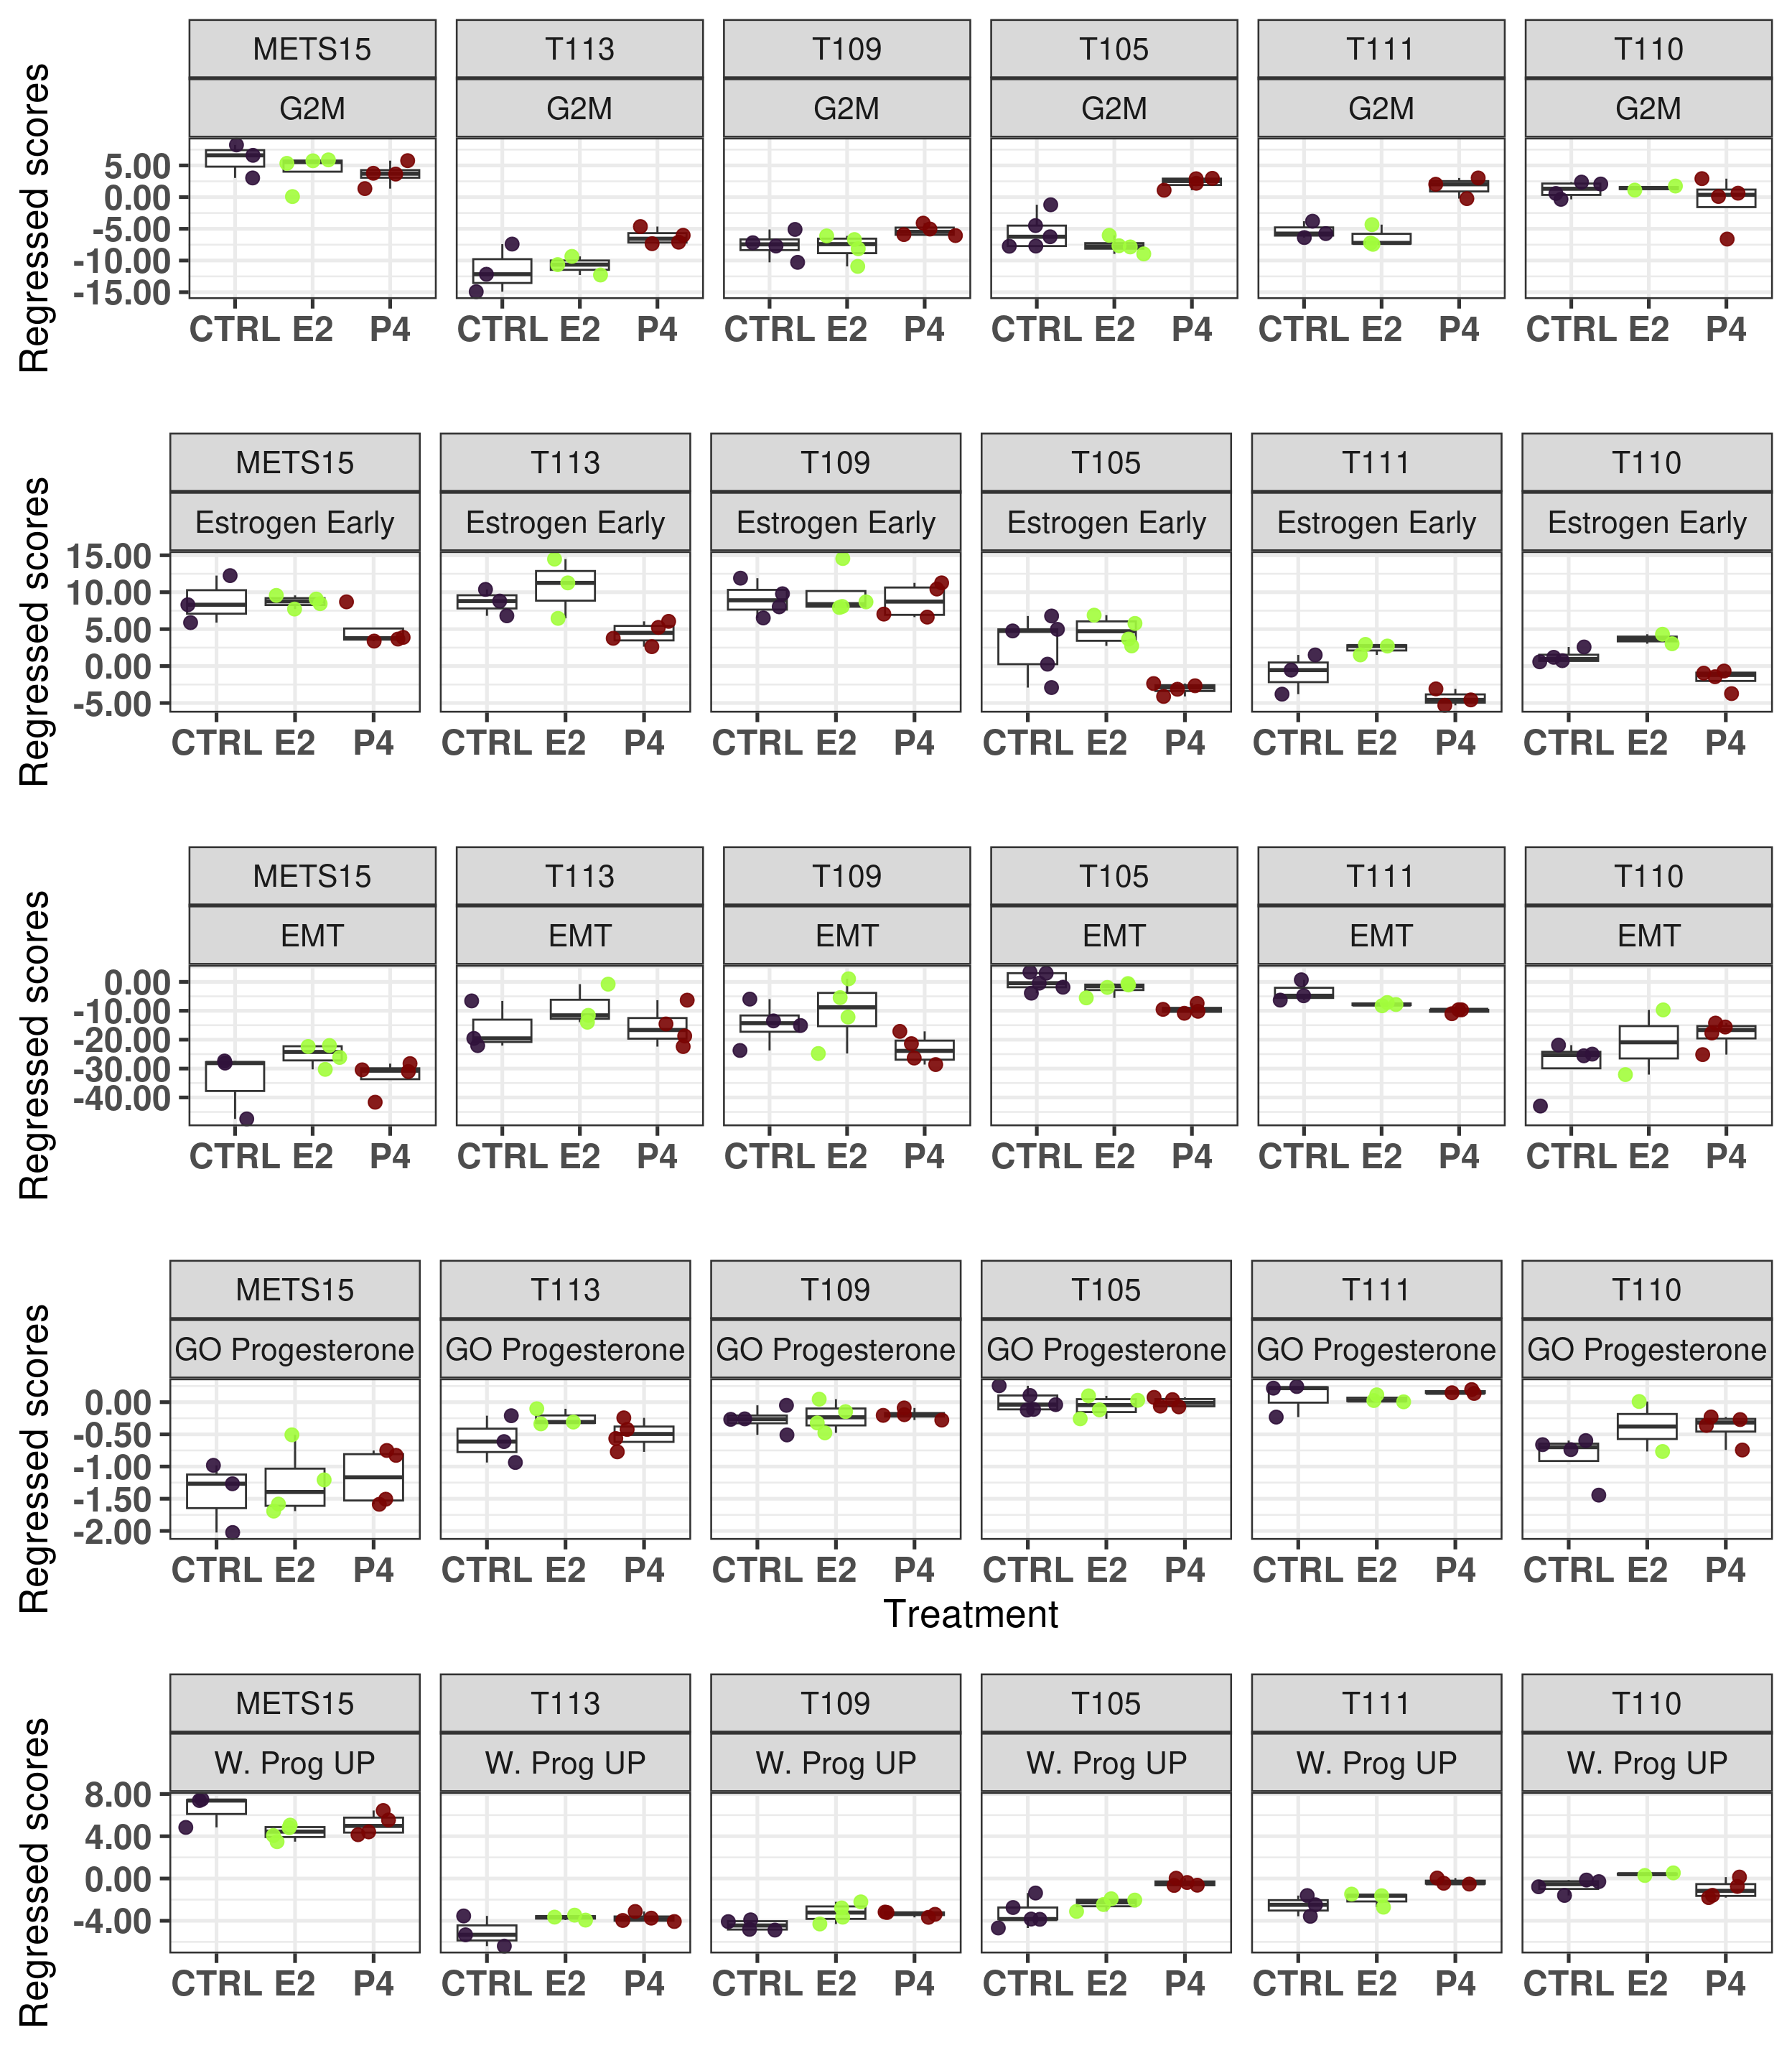 Regressed scores
METS15 T113 T109 T105 T111 T110
G2M G2M G2M G2M G2M G2M
5.00
0.00
-5.00
-10.00
-15.00
CTRL E2 P4 CTRL E2 P4 CTRL E2 P4 CTRL E2 P4 CTRL E2 P4 CTRL E2 P4
Regressed scores
METS15 T113 T109 T105 T111 T110
Estrogen Early Estrogen Early Estrogen Early Estrogen Early Estrogen Early Estrogen Early
15.00
10.00
5.00
0.00
-5.00
CTRL E2 P4 CTRL E2 P4 CTRL E2 P4 CTRL E2 P4 CTRL E2 P4 CTRL E2 P4
Regressed scores
METS15 T113 T109 T105 T111 T110
EMT EMT EMT EMT EMT EMT
0.00
-10.00
-20.00
-30.00
-40.00
CTRL E2 P4 CTRL E2 P4 CTRL E2 P4 CTRL E2 P4 CTRL E2 P4 CTRL E2 P4
Regressed scores
METS15 T113 T109 T105 T111 T110
GO Progesterone GO Progesterone GO Progesterone GO Progesterone GO Progesterone GO Progesterone
0.00
-0.50
-1.00
-1.50
-2.00
CTRL E2 P4 CTRL E2 P4 CTRL E2 P4 CTRL E2 P4 CTRL E2 P4 CTRL E2 P4
Treatment
Regressed scores
METS15 T113 T109 T105 T111 T110
W. Prog UP W. Prog UP W. Prog UP W. Prog UP W. Prog UP W. Prog UP
8.00
4.00
0.00
-4.00
CTRL E2 P4 CTRL E2 P4 CTRL E2 P4 CTRL E2 P4 CTRL E2 P4 CTRL E2 P4